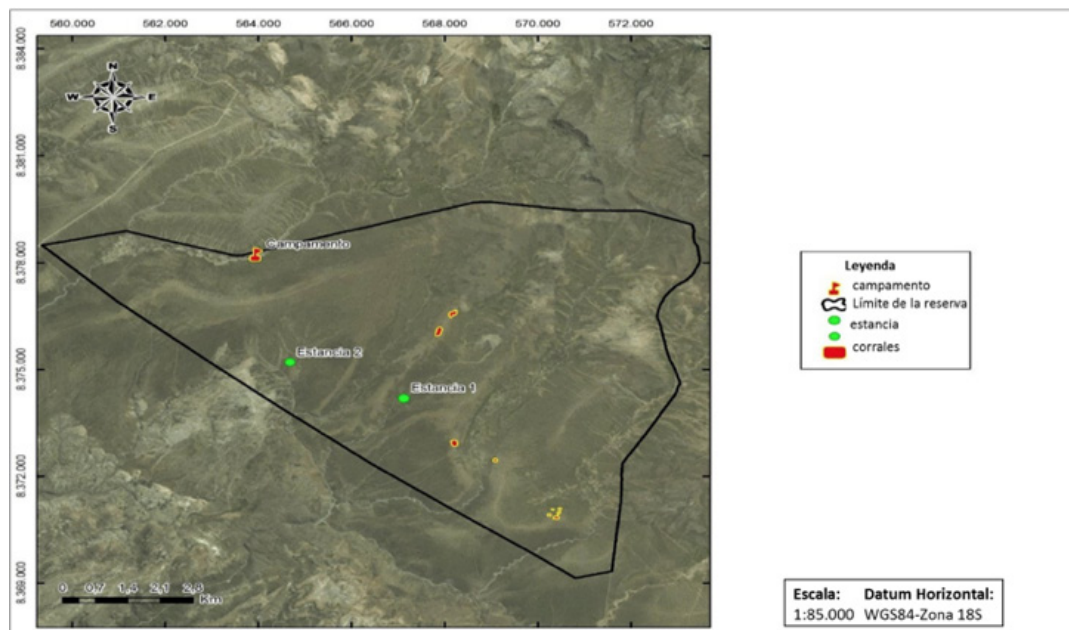 560.000 562.000 564.000 566.000 568.000 570.000 572.000
8.384.000
8.381.000
8.378.000
8.375.000
8.372.000
8.369.000
N
W E
S
Campamento
Estancia 2
Estancia 1
0 0,7 1,4 2,1 2,8
Km
Leyenda
campamento
Límite de la reserva
estancia
corrales
Escala: Datum Horizontal:
1:85.000 WGS84-Zona 18S